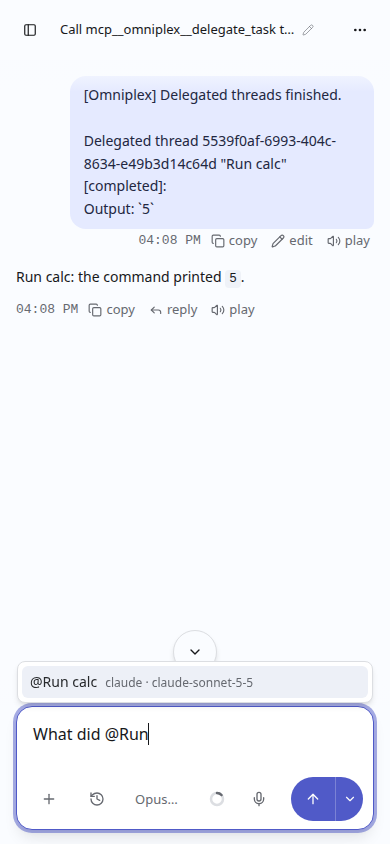 Call mcp__omniplex__delegate_task t...
[Omniplex] Delegated threads finished.
Delegated thread 5539f0af-6993-404c-
8634-e49b3d14c64d "Run calc"
[completed]:
Output: `5`
04:08 PM copy edit play
Run calc: the command printed 5.
04:08 PM copy reply play
@Run calc claude · claude-sonnet-5-5
What did @Run
Opus...